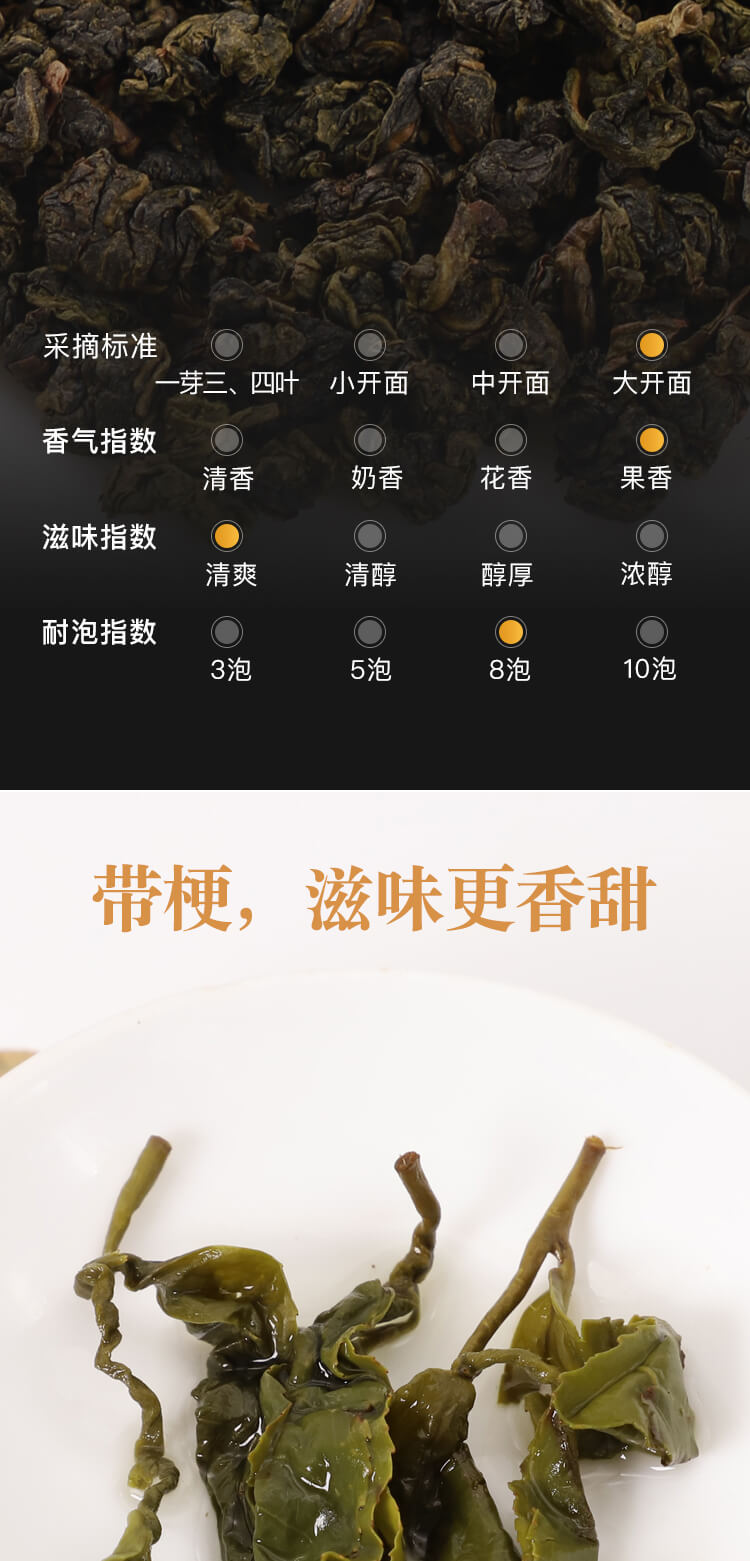 采摘标准
一芽三、四叶 小开面 中开面 大开面
香气指数
清香 奶香 花香 果香
滋味指数
清爽 清醇 醇厚 浓醇
耐泡指数
3泡 5泡 8泡 10泡
带梗，滋味更香甜